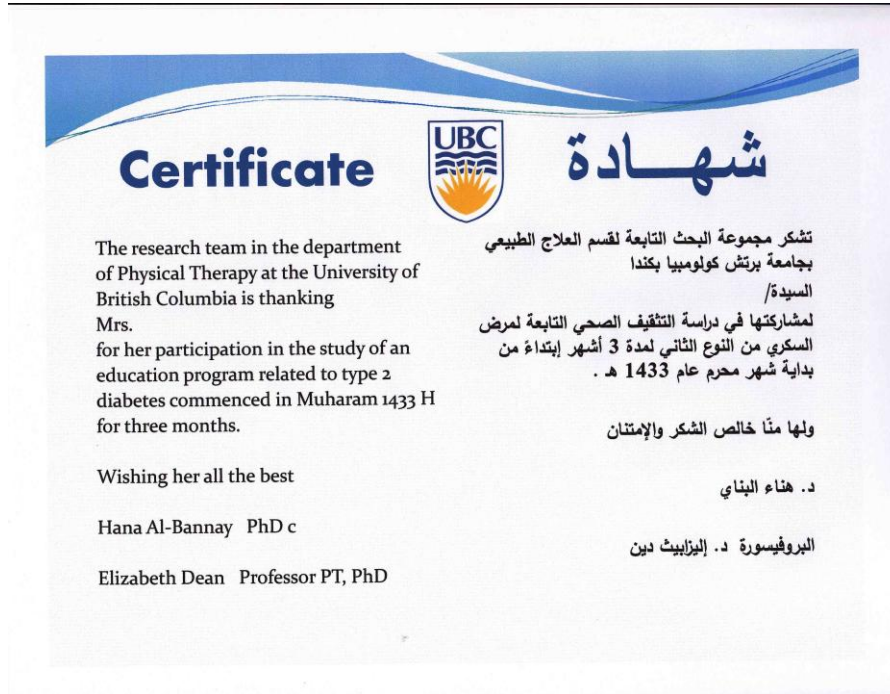 Certificate
UBC
شهـــادة
The research team in the department
of Physical Therapy at the University of
British Columbia is thanking
Mrs.
for her participation in the study of an
education program related to type 2
diabetes commenced in Muharam 1433 H
for three months.
Wishing her all the best
Hana Al-Bannay PhD c
Elizabeth Dean Professor PT, PhD
تشكر مجموعة البحث التابعة لقسم العلاج الطبيعي
بجامعة برتش كولومبيا بكندا
السيدة/
لمشاركتها في دراسة التثقيف الصحي التابعة لمرض
السكري من النوع الثاني لمدة 3 أشهر إبتداءً من
بداية شهر محرم عام 1433 هـ .
ولها منّا خالص الشكر والإمتنان
د. هناء البناي
البروفيسورة د. إليزابيث دين